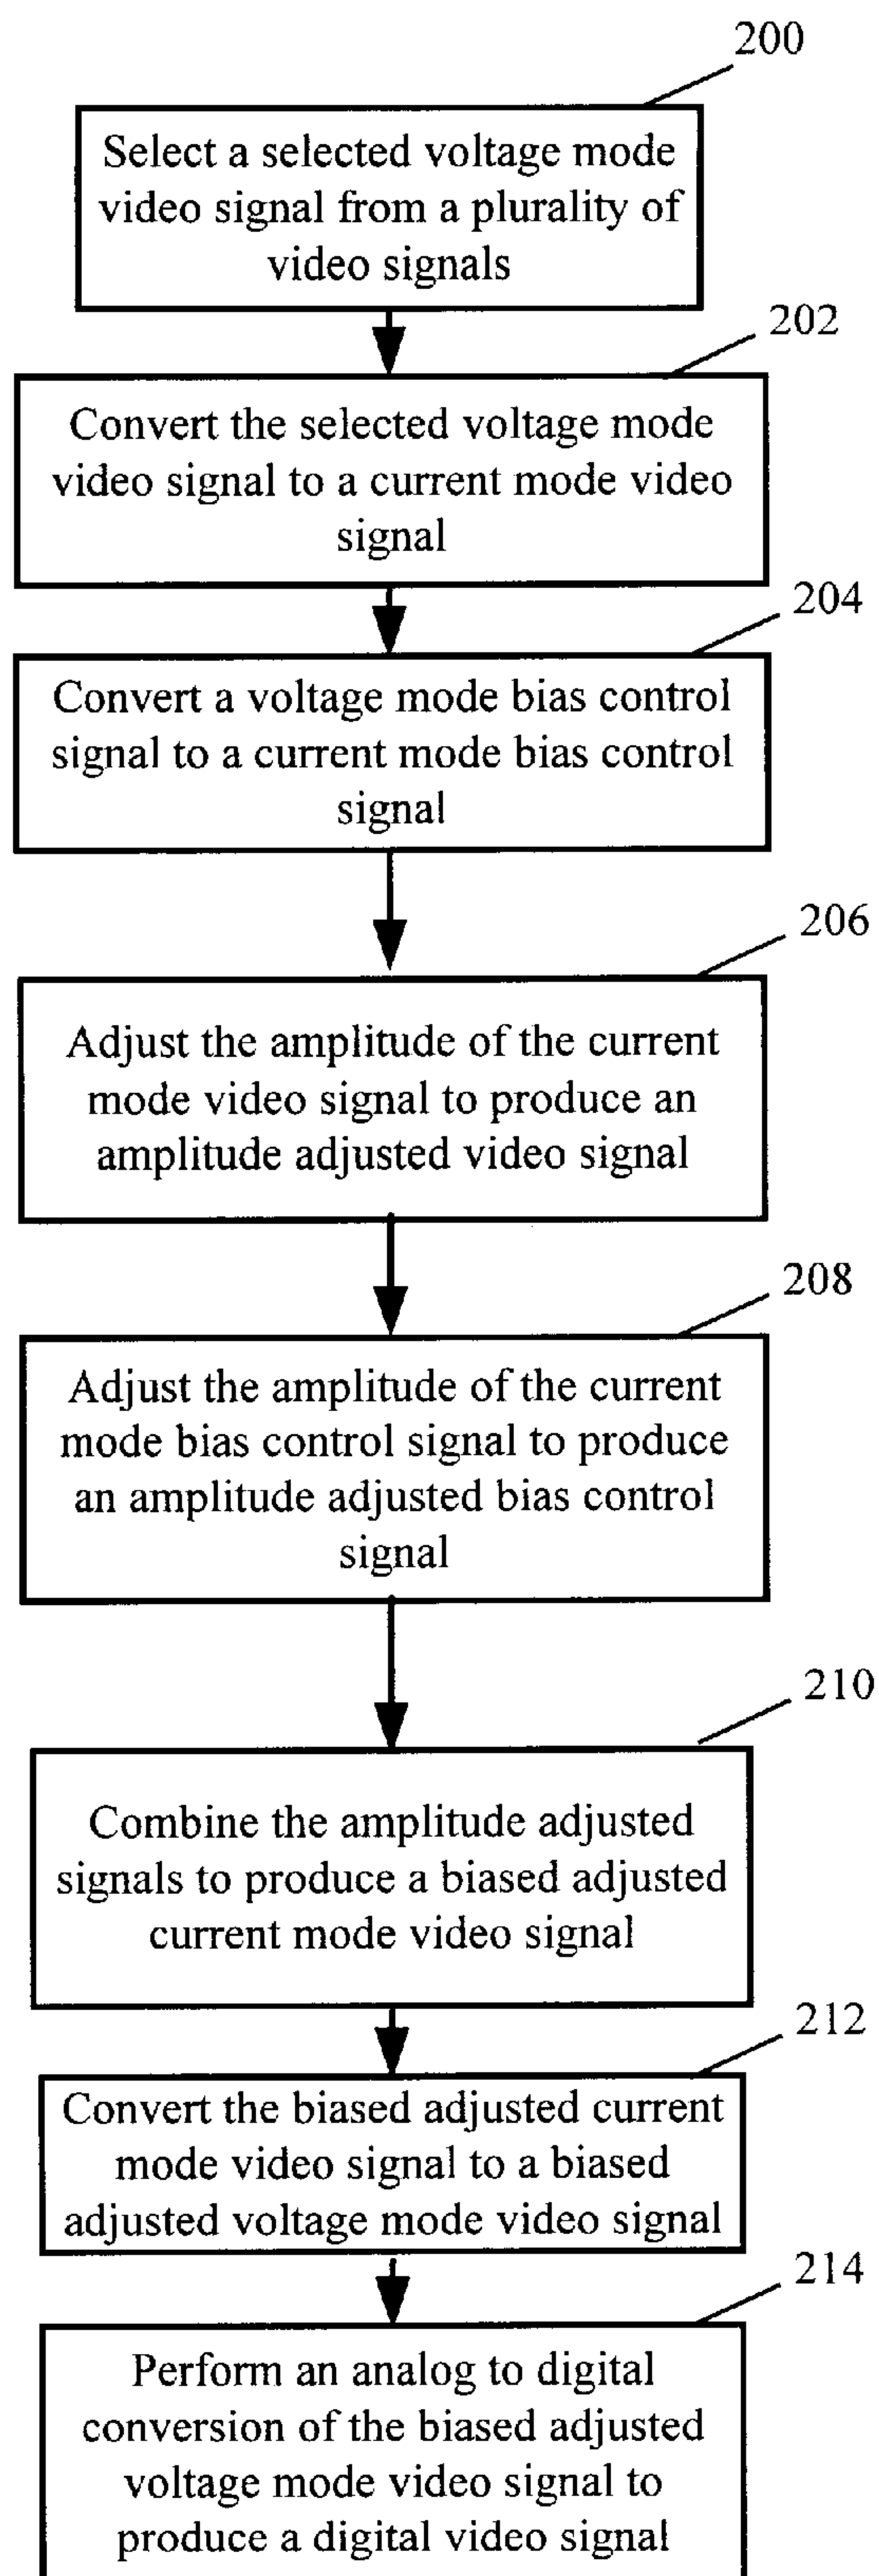 200
Select a selected voltage mode
video signal from a plurality of
video signals
202
Convert the selected voltage mode
video signal to a current mode video
signal
204
Convert a voltage mode bias control
signal to a current mode bias control
signal
206
Adjust the amplitude of the current
mode video signal to produce an
amplitude adjusted video signal
208
Adjust the amplitude of the current
mode bias control signal to produce
an amplitude adjusted bias control
signal
210
Combine the amplitude adjusted
signals to produce a biased adjusted
current mode video signal
212
Convert the biased adjusted current
mode video signal to a biased
adjusted voltage mode video signal
214
Perform an analog to digital
conversion of the biased adjusted
voltage mode video signal to
produce a digital video signal